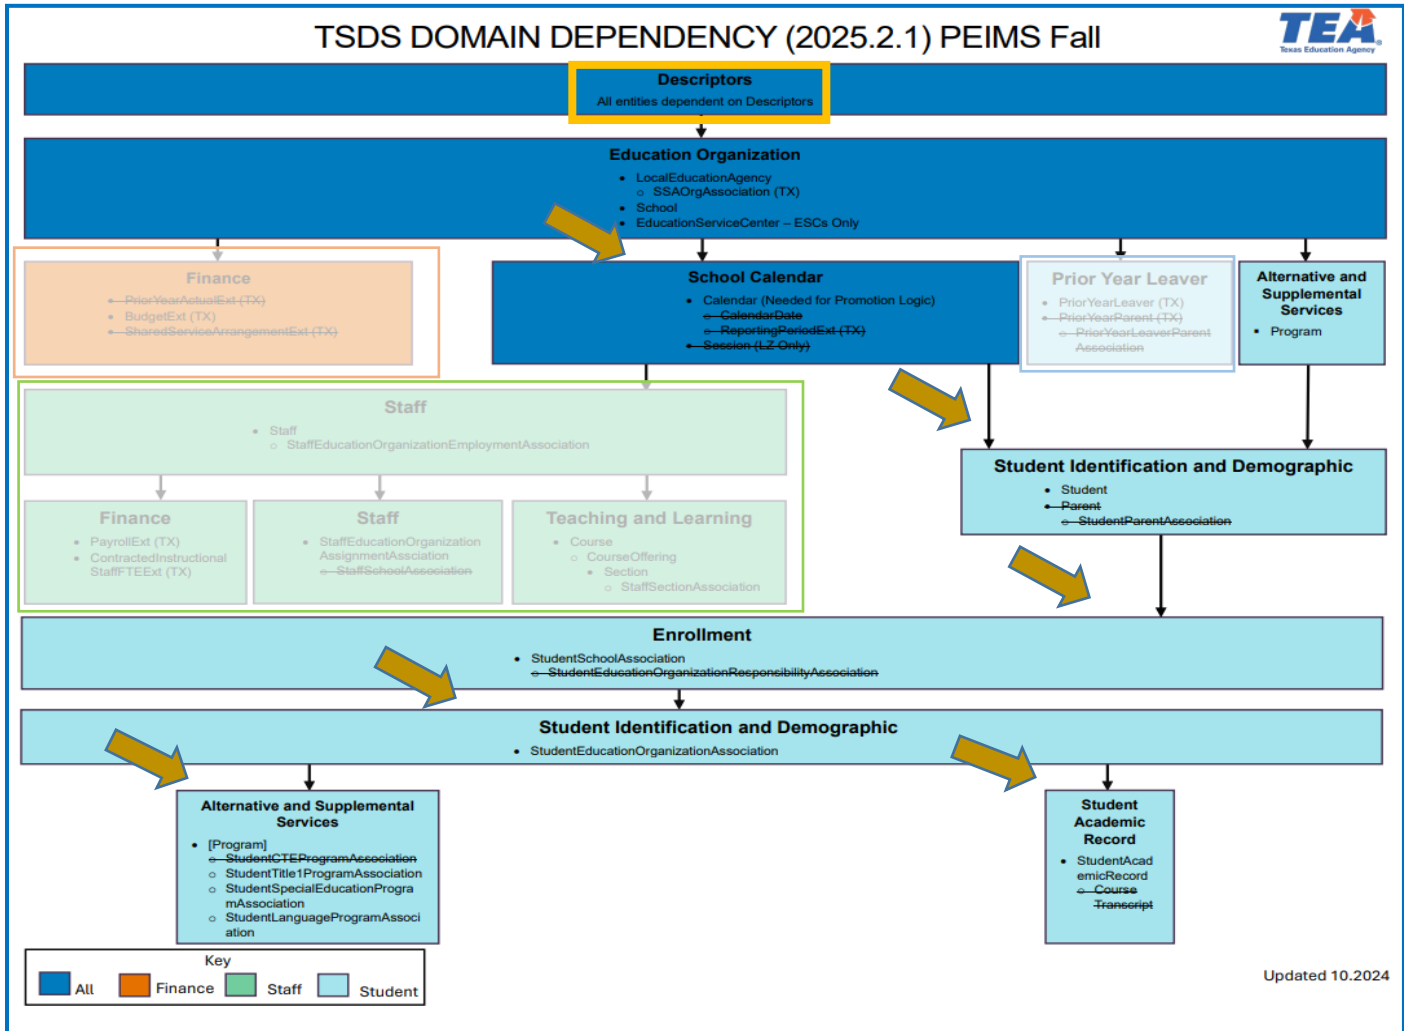 TSDS DOMAIN DEPENDENCY (2025.2.1) PEIMS Fall
TEA
Texas Education Agency
Descriptors
All entities dependent on Descriptors
Education Organization
• LocalEducationAgency
o SSAOrgAssociation (TX)
• School
• EducationServiceCenter – ESCs Only
Finance
• PriorYearActualExt (TX)
• BudgetExt (TX)
• SharedServiceArrangementExt (TX)
School Calendar
• Calendar (Needed for Promotion Logic)
o CalendarDate
o ReportingPeriodExt (TX)
• Session (LZ Only)
Prior Year Leaver
• PriorYearLeaver (TX)
• PriorYearParent (TX)
o PriorYearLeaverParent
Association
Alternative and
Supplemental
Services
• Program
Staff
• Staff
o StaffEducationOrganizationEmploymentAssociation
Finance
• PayrollExt (TX)
• ContractedInstructional
StaffFTEExt (TX)
Staff
• StaffEducationOrganization
AssignmentAssciation
o StaffSchoolAssociation
Teaching and Learning
• Course
o CourseOffering
• Section
o StaffSectionAssociation
Student Identification and Demographic
• Student
• Parent
o StudentParentAssociation
Enrollment
• StudentSchoolAssociation
o StudentEducationOrganizationResponsibilityAssociation
Student Identification and Demographic
• StudentEducationOrganizationAssociation
Alternative and Supplemental
Services
• [Program]
o StudentCTEProgramAssociation
o StudentTitle1ProgramAssociation
o StudentSpecialEducationProgra
mAssociation
o StudentLanguageProgramAssoci
ation
Student
Academic
Record
• StudentAcad
emicRecord
o Course
Transcript
Key
All
Finance
Staff
Student
Updated 10.2024